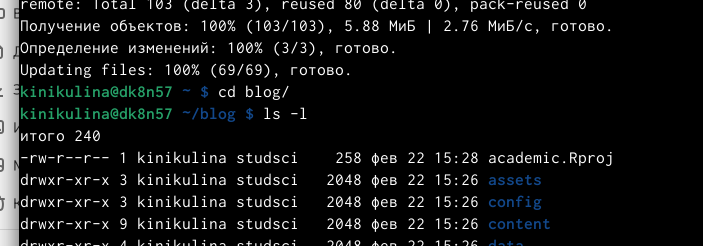 remote: Total 103 (delta 3), reused 80 (delta 0), pack-reused 0
Получение объектов: 100% (103/103), 5.88 МиБ | 2.76 МиБ/с, готово.
Определение изменений: 100% (3/3), готово.
Updating files: 100% (69/69), готово.
kinikulina@dk8n57 ~ $ cd blog/
kinikulina@dk8n57 ~/blog $ ls -l
итого 240
-rw-r--r-- 1 kinikulina studsci 258 фев 22 15:28 academic.Rproj
drwxr-xr-x 3 kinikulina studsci 2048 фев 22 15:26 assets
drwxr-xr-x 3 kinikulina studsci 2048 фев 22 15:26 config
drwxr-xr-x 9 kinikulina studsci 2048 фев 22 15:26 content
drwxr-xr-x 4 kinikulina studsci 2048 фев 22 15:26 data